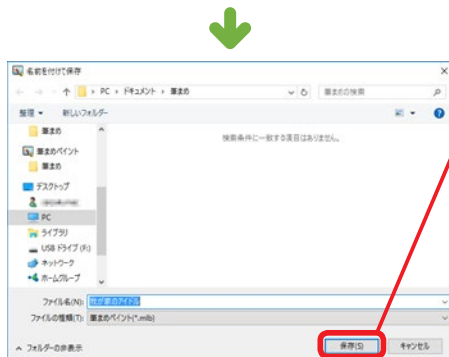 名前を付けて保存
PC › ドキュメント › 筆まめ
筆まめの検索
整理 新しいフォルダー
筆まめ
筆まめペイント
筆まめ
デスクトップ
PC
ライブラリ
USB ドライブ (F:)
ネットワーク
ホームグループ
検索条件に一致する項目はありません。
ファイル名(N): 我が家のアイドル
ファイルの種類(T): 筆まめペイント(*.mlb)
フォルダーの非表示
保存(S) キャンセル